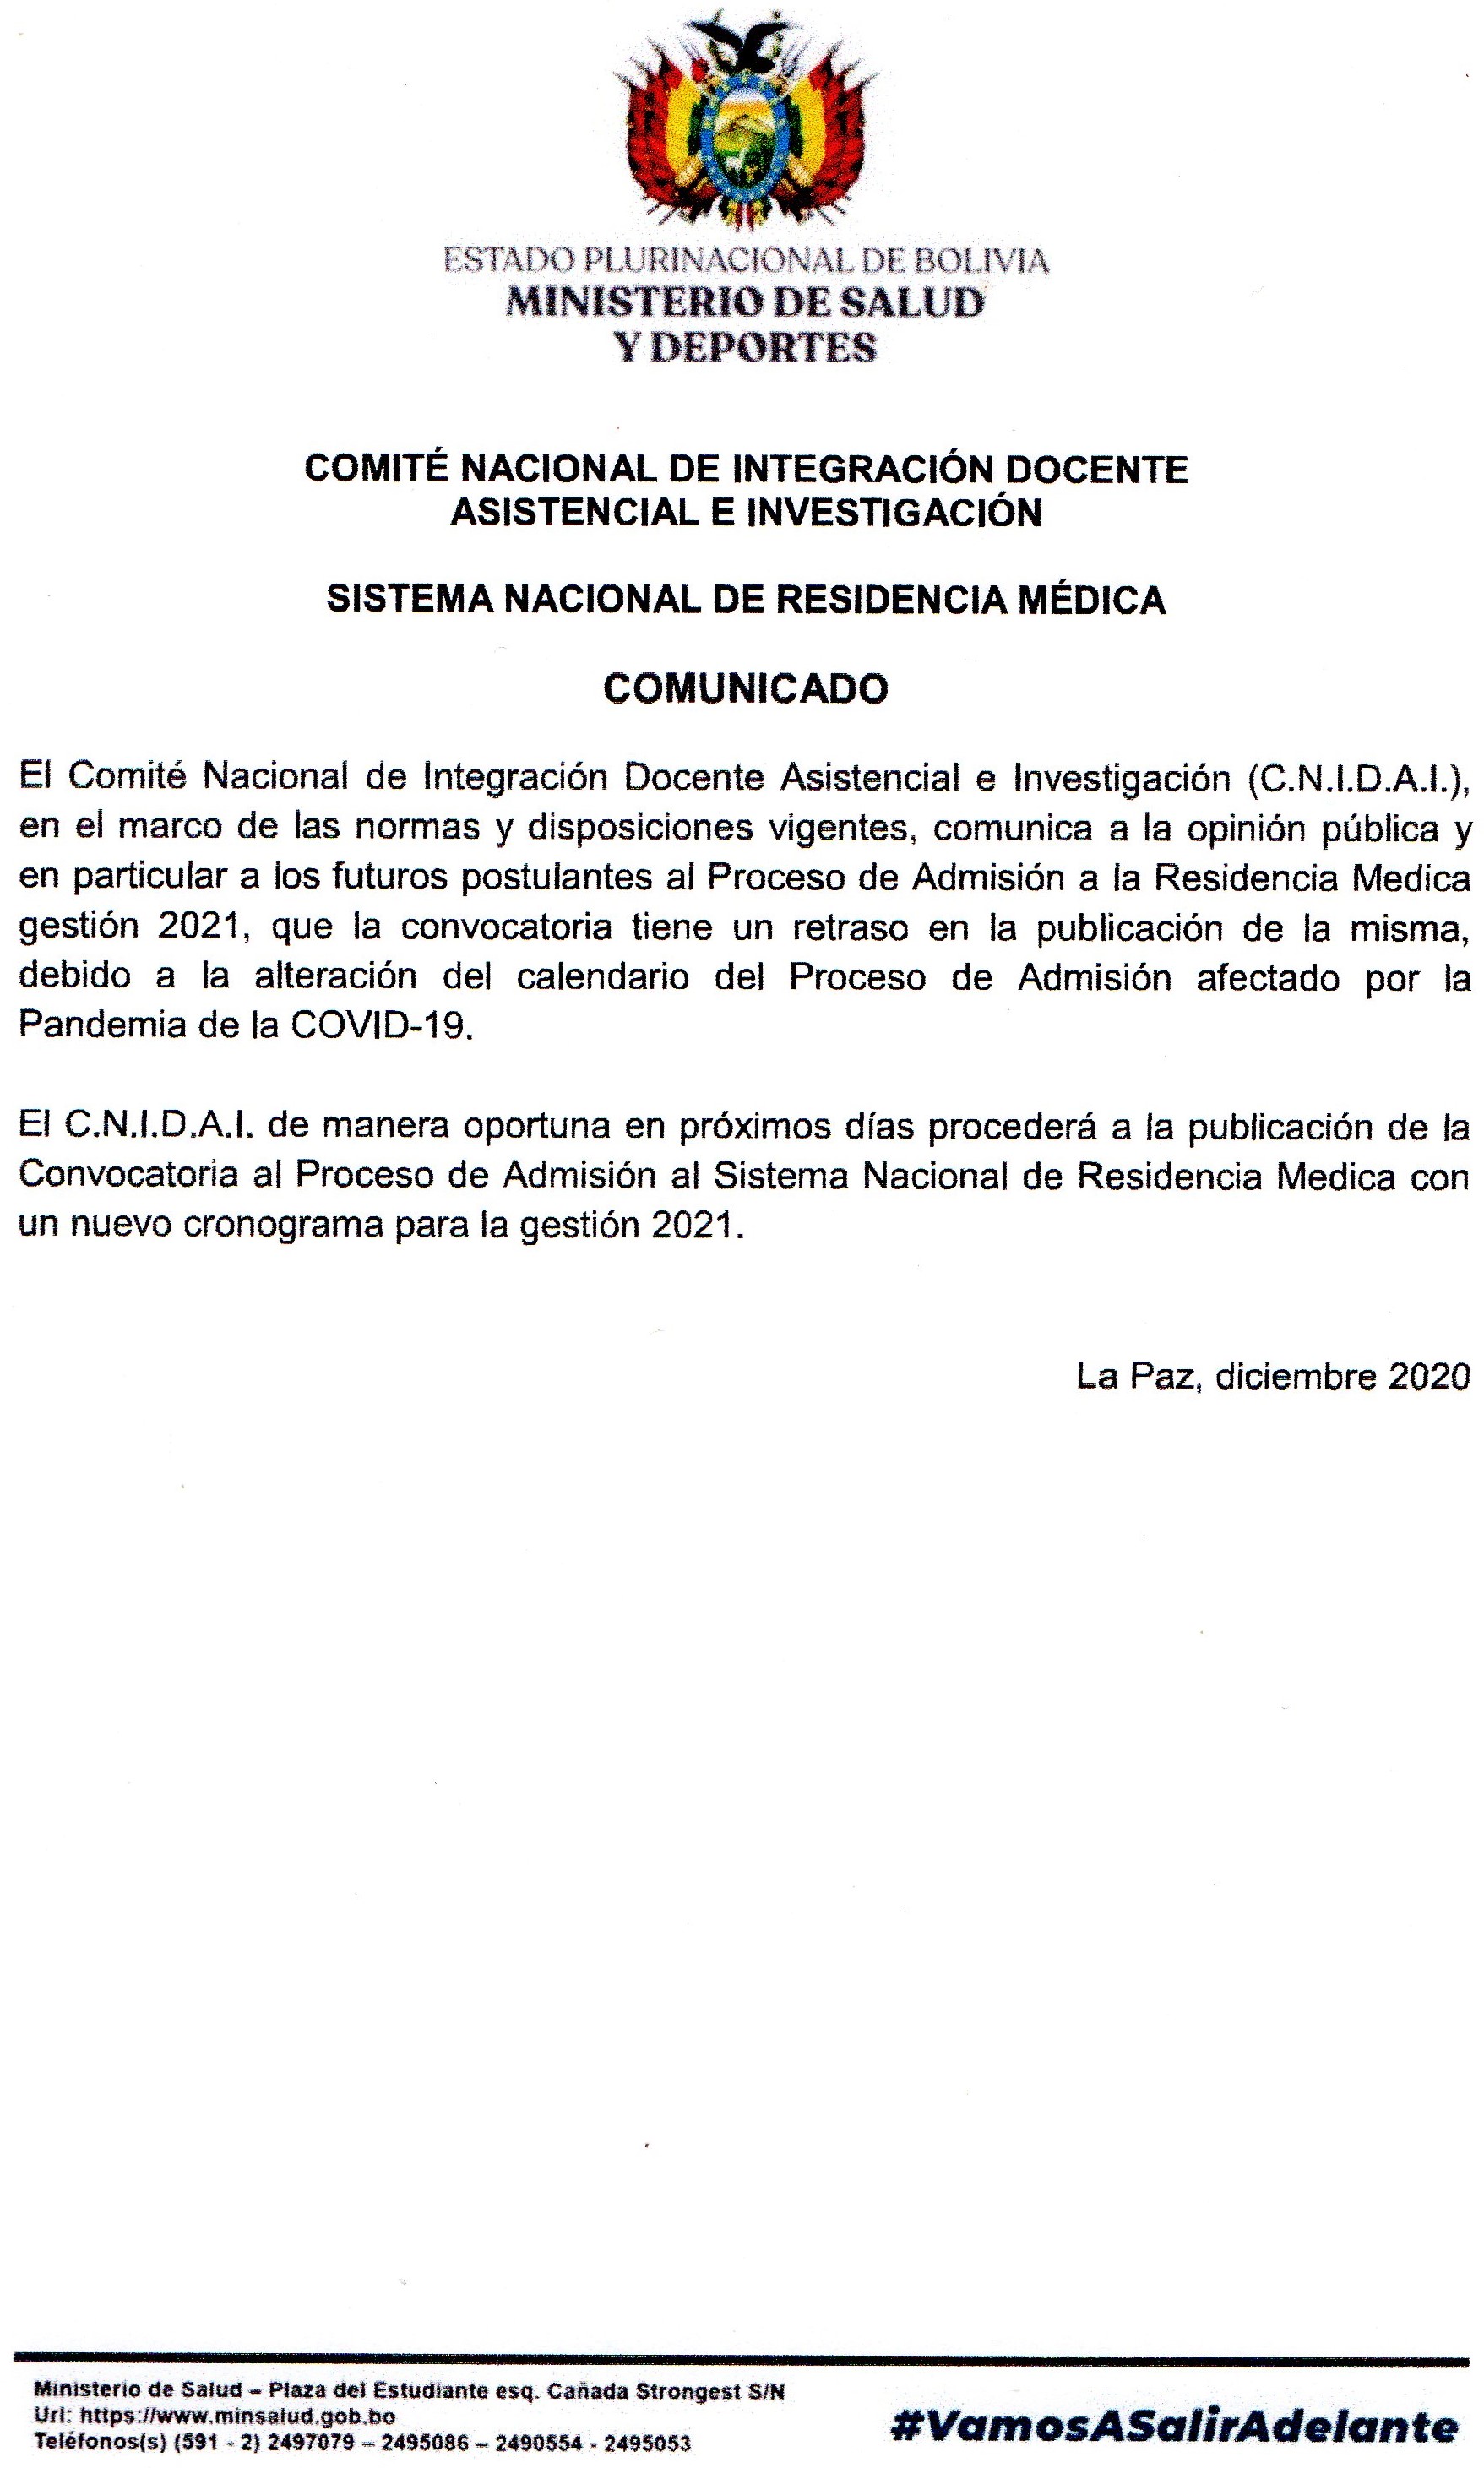 ESTADO PLURINACIONAL DE BOLIVIA
MINISTERIO DE SALUD
Y DEPORTES
COMITÉ NACIONAL DE INTEGRACIÓN DOCENTE
ASISTENCIAL E INVESTIGACIÓN
SISTEMA NACIONAL DE RESIDENCIA MÉDICA
COMUNICADO
El Comité Nacional de Integración Docente Asistencial e Investigación (C.N.I.D.A.I.),
en el marco de las normas y disposiciones vigentes, comunica a la opinión pública y
en particular a los futuros postulantes al Proceso de Admisión a la Residencia Medica
gestión 2021, que la convocatoria tiene un retraso en la publicación de la misma,
debido a la alteración del calendario del Proceso de Admisión afectado por la
Pandemia de la COVID-19.
El C.N.I.D.A.I. de manera oportuna en próximos días procederá a la publicación de la
Convocatoria al Proceso de Admisión al Sistema Nacional de Residencia Medica con
un nuevo cronograma para la gestión 2021.
La Paz, diciembre 2020
Ministerio de Salud – Plaza del Estudiante esq. Cañada Strongest S/N
Url: https://www.minsalud.gob.bo
Teléfonos(s) (591 - 2) 2497079 – 2495086 – 2490554 - 2495053
#VamosASalirAdelante